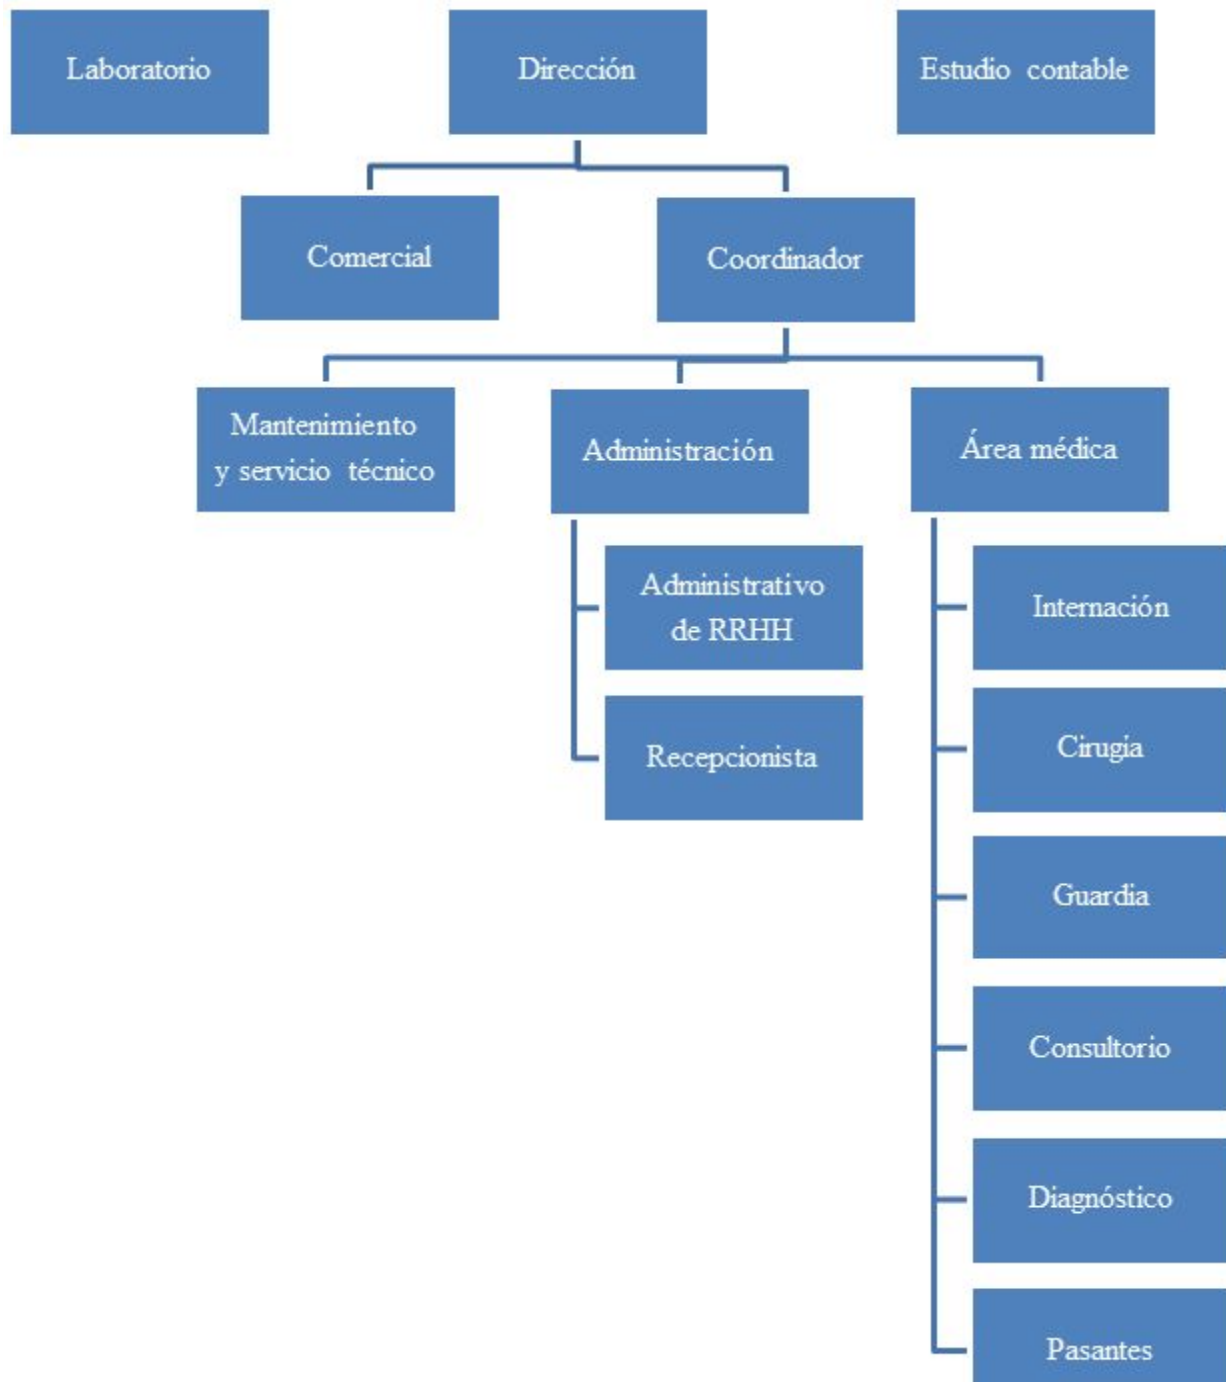 Laboratorio
Dirección
Estudio contable
Comercial
Coordinador
Mantenimiento
y servicio técnico
Administración
Área médica
Administrativo
de RRHH
Recepcionista
Internación
Cirugía
Guardia
Consultorio
Diagnóstico
Pasantes